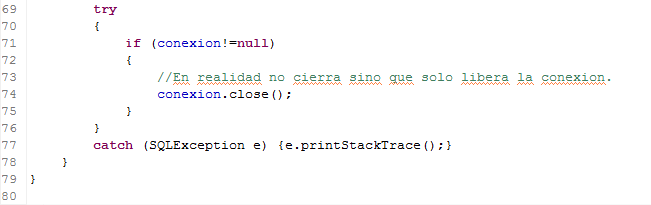 69 try
70 {
71 if (conexion!=null)
72 {
73 //En realidad no cierra sino que solo libera la conexion.
74 conexion.close();
75 }
76 }
77 catch (SQLException e) {e.printStackTrace();}
78 }
79 }
80